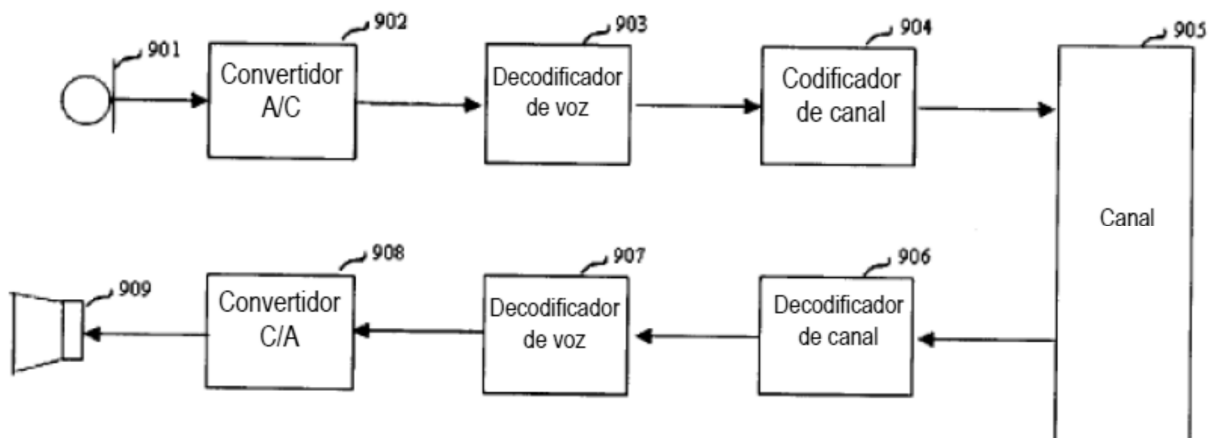 901
902
903
904
905
Convertidor
A/C
Decodificador
de voz
Codificador
de canal
Canal
909
908
907
906
Convertidor
C/A
Decodificador
de voz
Decodificador
de canal